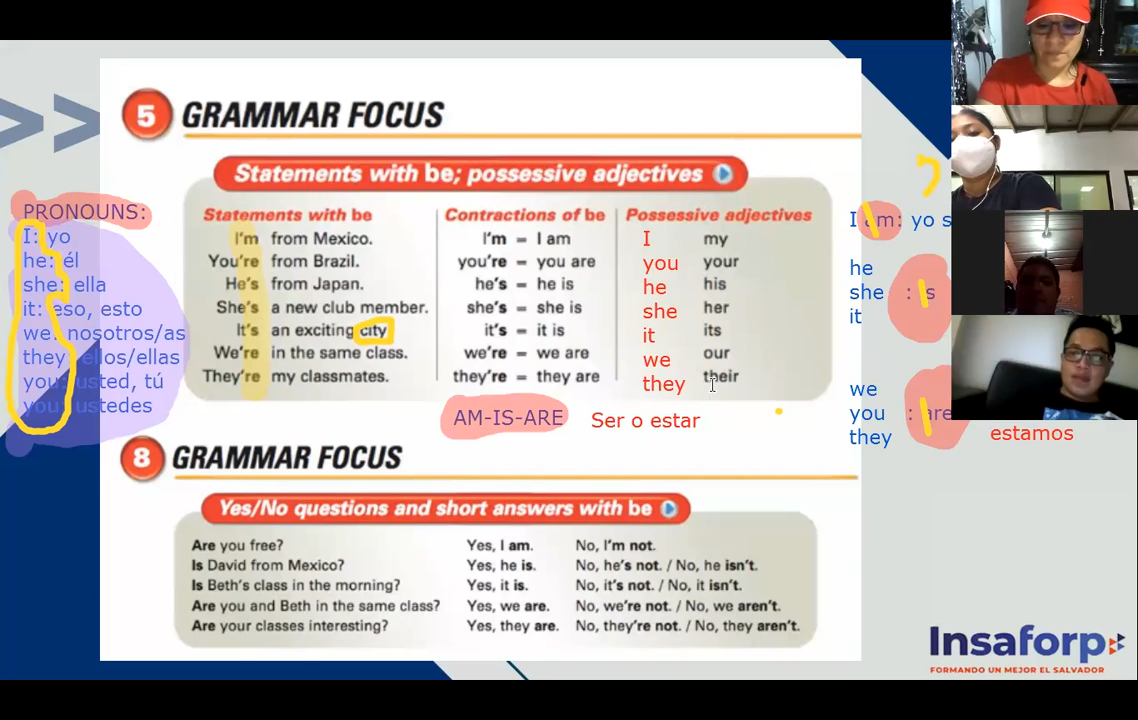 5 GRAMMAR FOCUS
Statements with be; possessive adjectives
Statements with be Contractions of be Possessive adjectives
I'm from Mexico. I'm = I am I my
You're from Brazil. you're = you are you your
He's from Japan. he's = he is he his
She's a new club member. she's = she is she her
It's an exciting city it's = it is it its
We're in the same class. we're = we are we our
They're my classmates. they're = they are they their
AM-IS-ARE Ser o estar
PRONOUNS:
I: yo
he: él
she: ella
it: eso, esto
we: nosotros/as
they ellos/ellas
you: usted, tú
you: ustedes
?
I am: yo s
he
she : is
it
we
you : are
they
estamos
8 GRAMMAR FOCUS
Yes/No questions and short answers with be
Are you free? Yes, I am. No, I'm not.
Is David from Mexico? Yes, he is. No, he's not. / No, he isn't.
Is Beth's class in the morning? Yes, it is. No, it's not. / No, it isn't.
Are you and Beth in the same class? Yes, we are. No, we're not. / No, we aren't.
Are your classes interesting? Yes, they are. No, they're not. / No, they aren't.
Insaforp
FORMANDO UN MEJOR EL SALVADOR